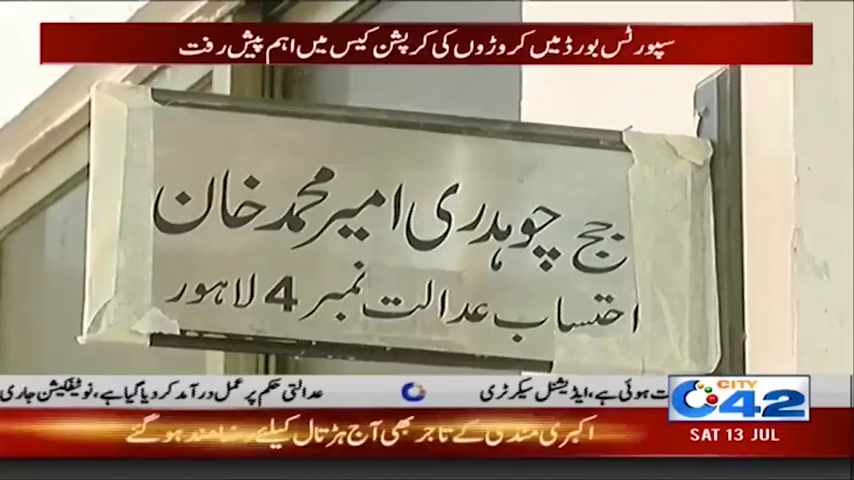 سپورٹس بورڈ میں کروڑوں کی کرپشن کیس میں اہم پیش رفت
جج چوہدری امیر محمد خان
احتساب عدالت نمبر 4 لاہور
ت ہوئی ہے، ایڈیشنل سیکرٹری
عدالتی حکم پر عمل درآمد کر دیا گیا ہے، نوٹیفکیشن جاری
CITY
42
اکبری منڈی کے تاجر بھی آج ہڑتال کیلئے رضامند ہو گئے
SAT 13 JUL